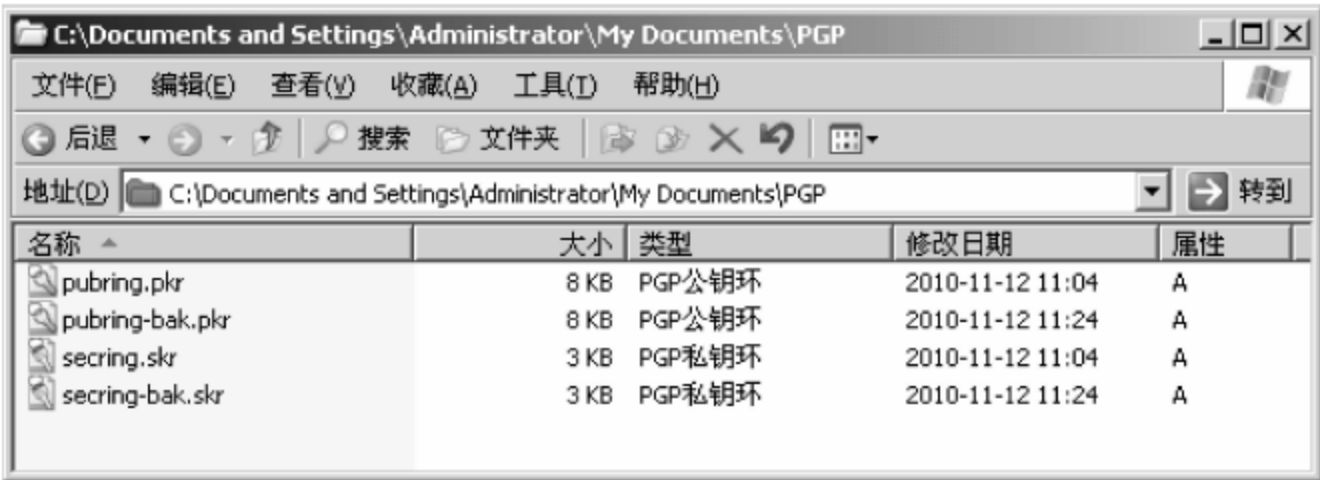 C:\Documents and Settings\Administrator\My Documents\PGP
文件(F) 编辑(E) 查看(V) 收藏(A) 工具(T) 帮助(H)
后退 搜索 文件夹
地址(D) C:\Documents and Settings\Administrator\My Documents\PGP 转到
名称 大小 类型 修改日期 属性
pubring.pkr 8 KB PGP公钥环 2010-11-12 11:04 A
pubring-bak.pkr 8 KB PGP公钥环 2010-11-12 11:24 A
secring.skr 3 KB PGP私钥环 2010-11-12 11:04 A
secring-bak.skr 3 KB PGP私钥环 2010-11-12 11:24 A